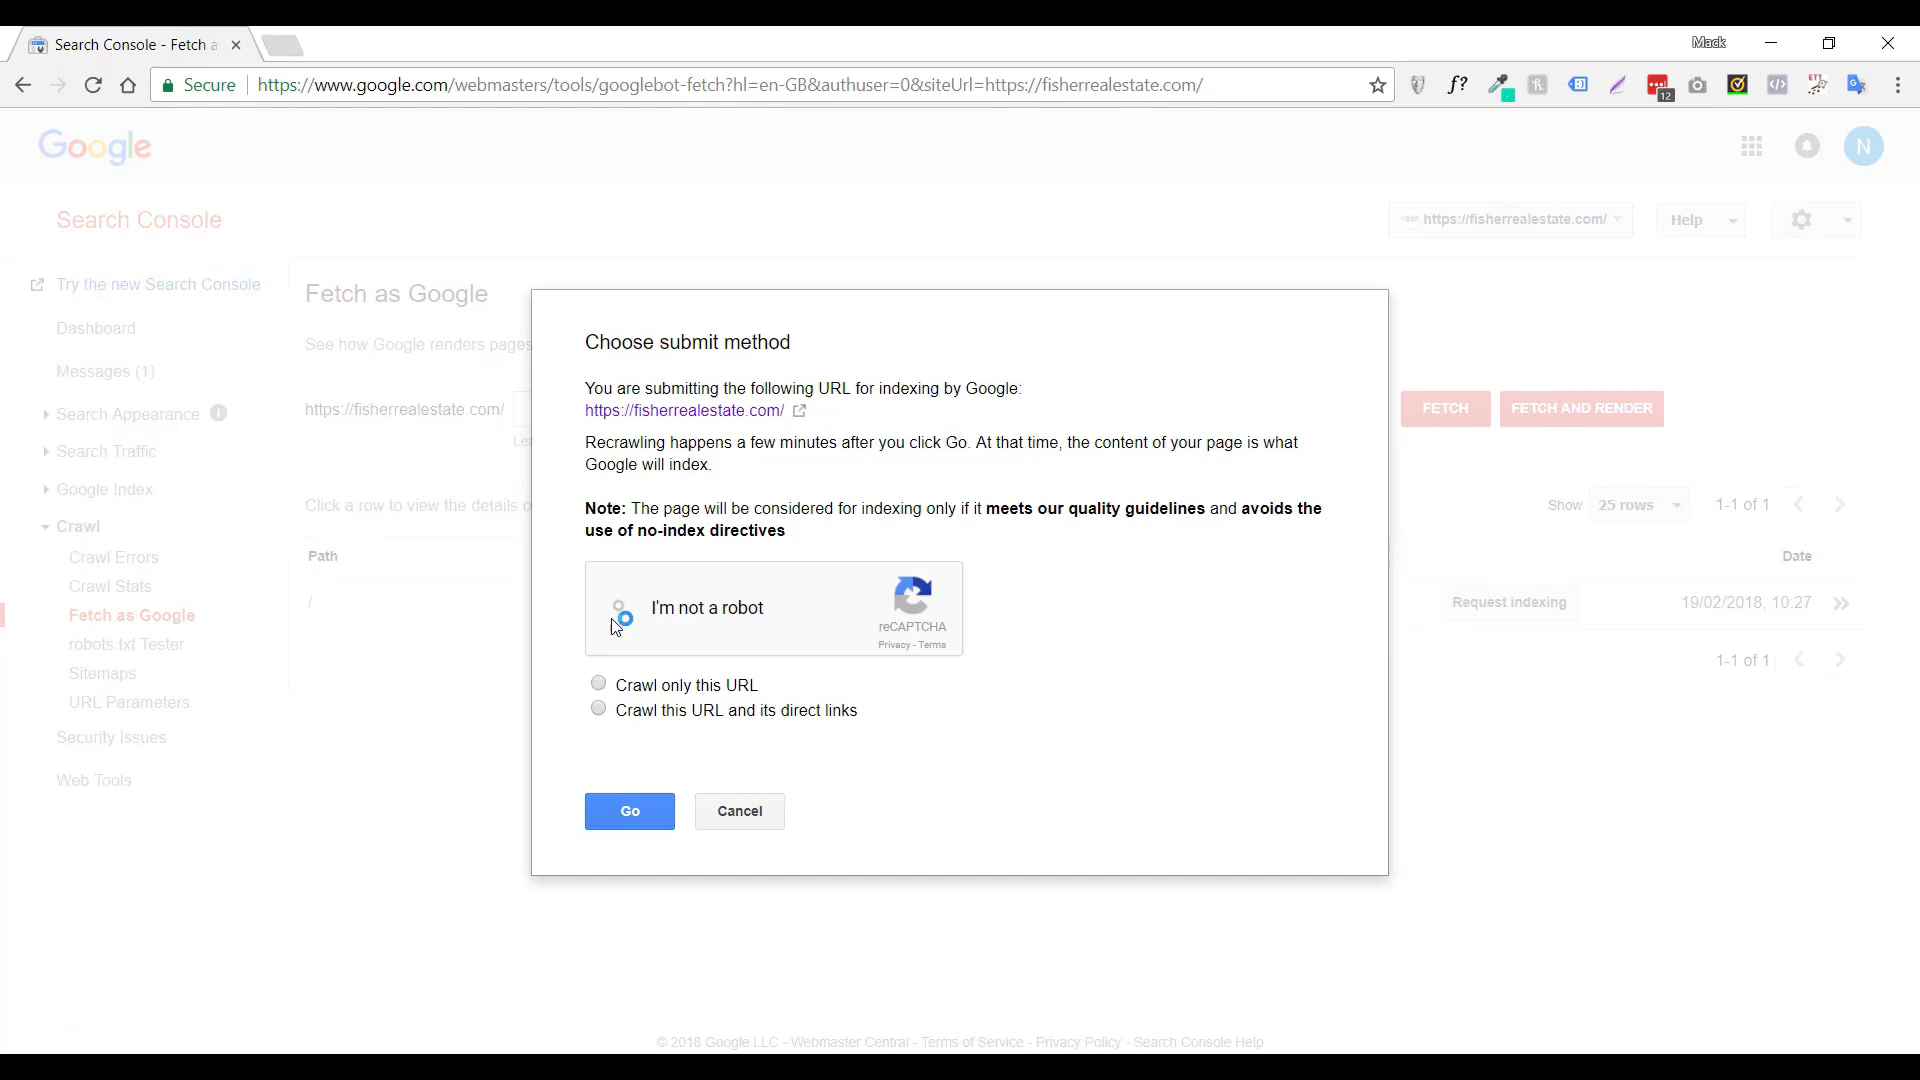 Search Console - Fetch a
Mack
Secure
https://www.google.com/webmasters/tools/googlebot-fetch?hl=en-GB&authuser=0&siteUrl=https://fisherrealestate.com/
f?
12
ETT
Google
N
Search Console
https://fisherrealestate.com/
Help
Try the new Search Console
Dashboard
Messages (1)
Search Appearance
Search Traffic
Google Index
Crawl
Crawl Errors
Crawl Stats
Fetch as Google
robots txt Tester
Sitemaps
URL Parameters
Security Issues
Web Tools
Fetch as Google
See how Google renders pages
https://fisherrealestate.com/
Lea
FETCH
FETCH AND RENDER
Click a row to view the details o
Show
25 rows
1-1 of 1
Path
Date
/
Request indexing
19/02/2018, 10:27
1-1 of 1
Choose submit method
You are submitting the following URL for indexing by Google:
https://fisherrealestate.com/
Recrawling happens a few minutes after you click Go. At that time, the content of your page is what
Google will index.
Note: The page will be considered for indexing only if it meets our quality guidelines and avoids the
use of no-index directives
I'm not a robot
reCAPTCHA
Privacy - Terms
Crawl only this URL
Crawl this URL and its direct links
Go
Cancel
© 2018 Google LLC - Webmaster Central - Terms of Service - Privacy Policy - Search Console Help